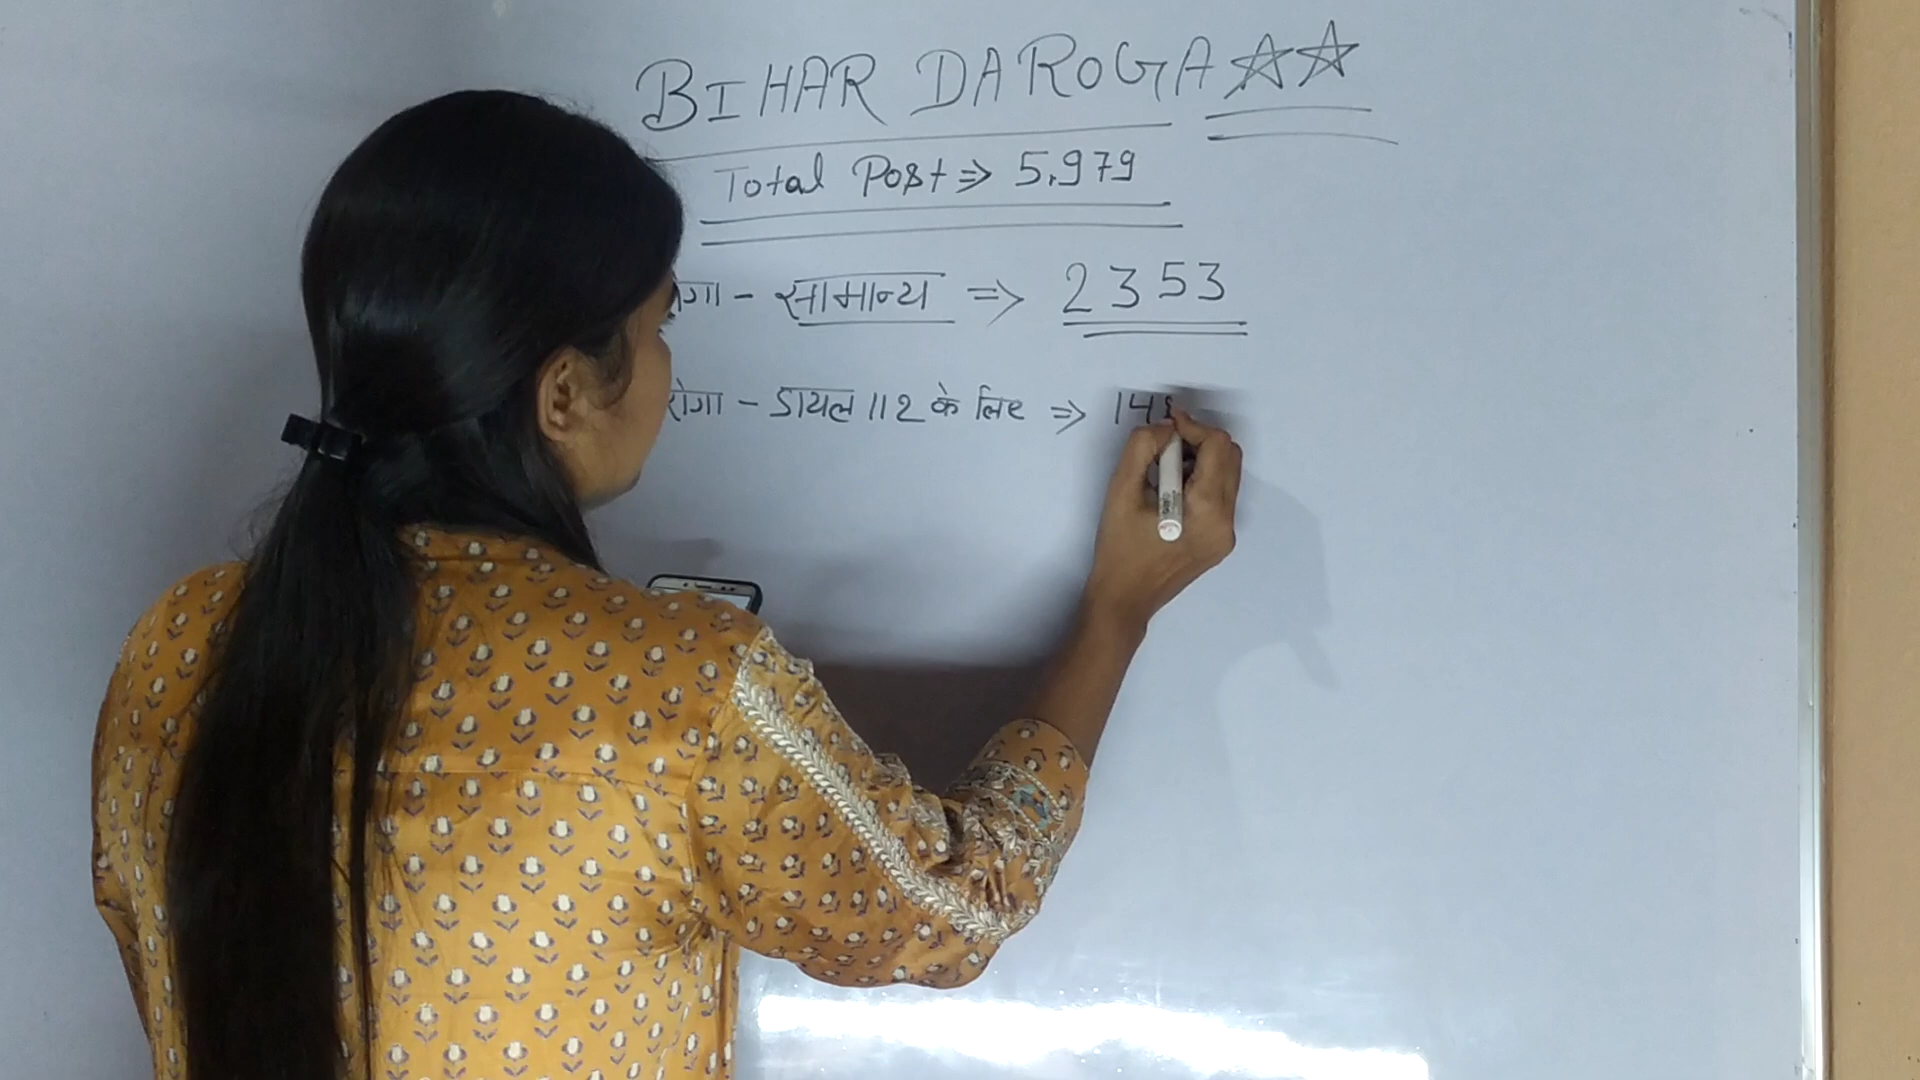 BIHAR DAROGA ☆☆
Total Post ⇒ 5,979
- सामान्य ⇒ 2353
रोगा - डायल 112 के लिए ⇒ 14